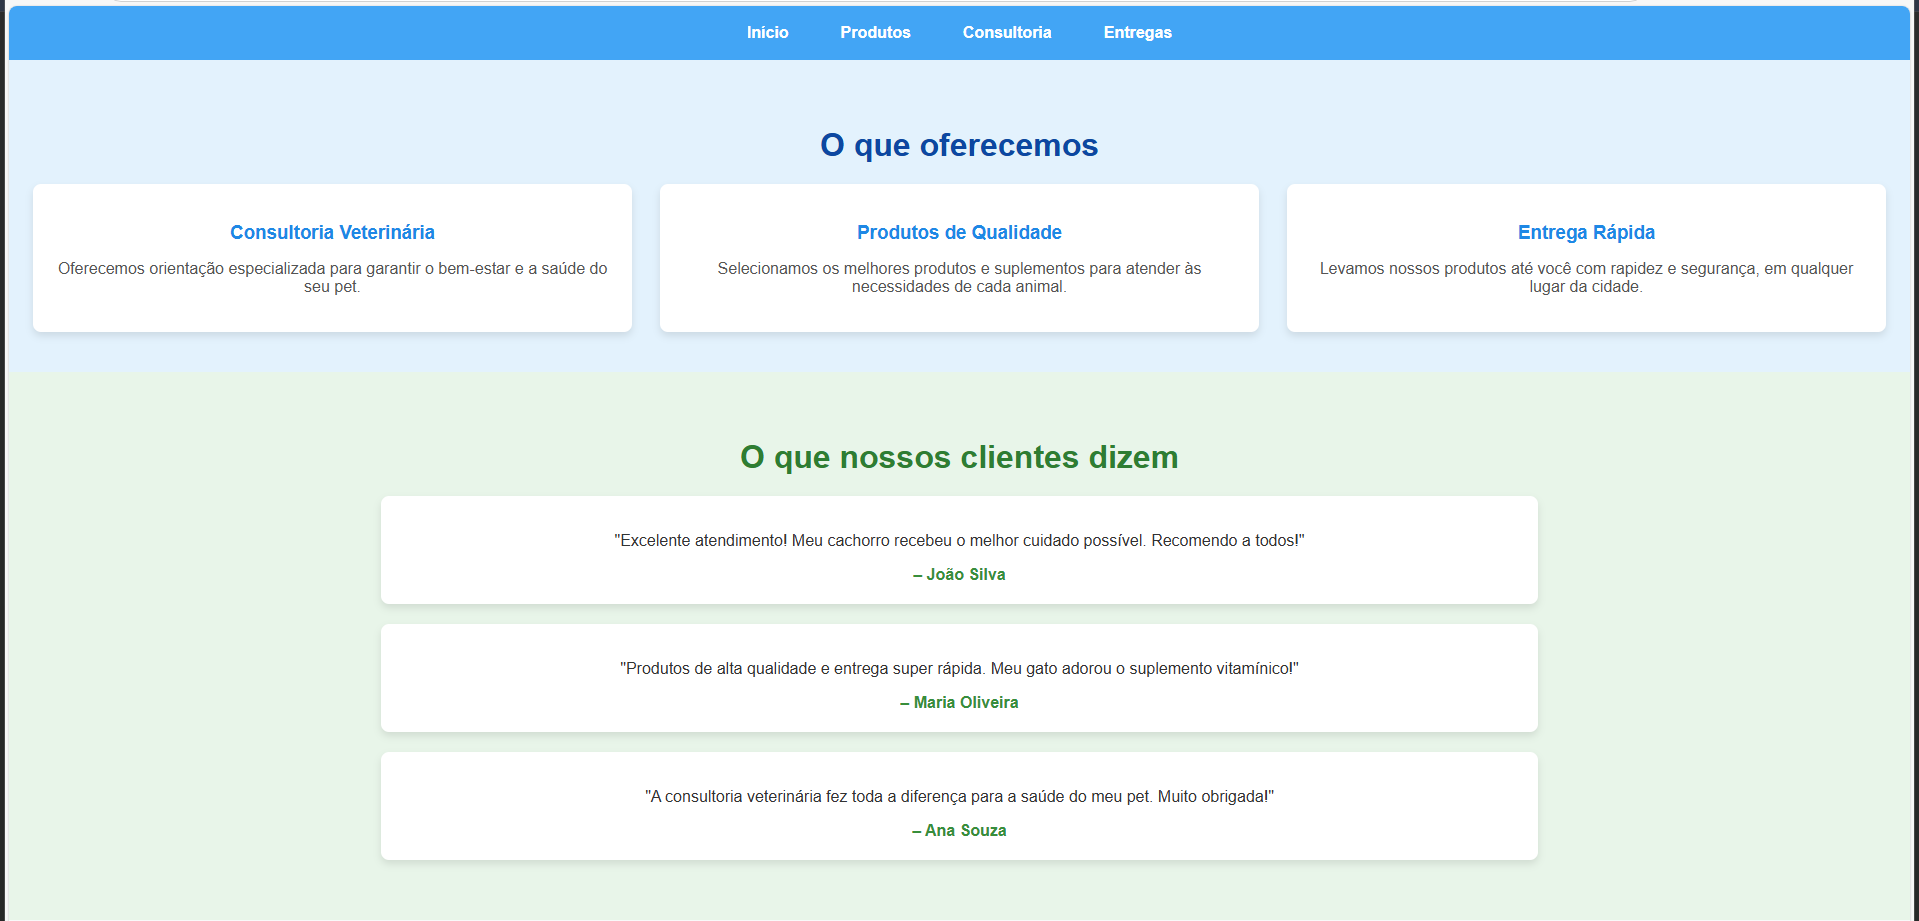 Início Produtos Consultoria Entregas
O que oferecemos
Consultoria Veterinária
Oferecemos orientação especializada para garantir o bem-estar e a saúde do
seu pet.
Produtos de Qualidade
Selecionamos os melhores produtos e suplementos para atender às
necessidades de cada animal.
Entrega Rápida
Levamos nossos produtos até você com rapidez e segurança, em qualquer
lugar da cidade.
O que nossos clientes dizem
"Excelente atendimento! Meu cachorro recebeu o melhor cuidado possível. Recomendo a todos!"
– João Silva
"Produtos de alta qualidade e entrega super rápida. Meu gato adorou o suplemento vitamínico!"
– Maria Oliveira
"A consultoria veterinária fez toda a diferença para a saúde do meu pet. Muito obrigada!"
– Ana Souza